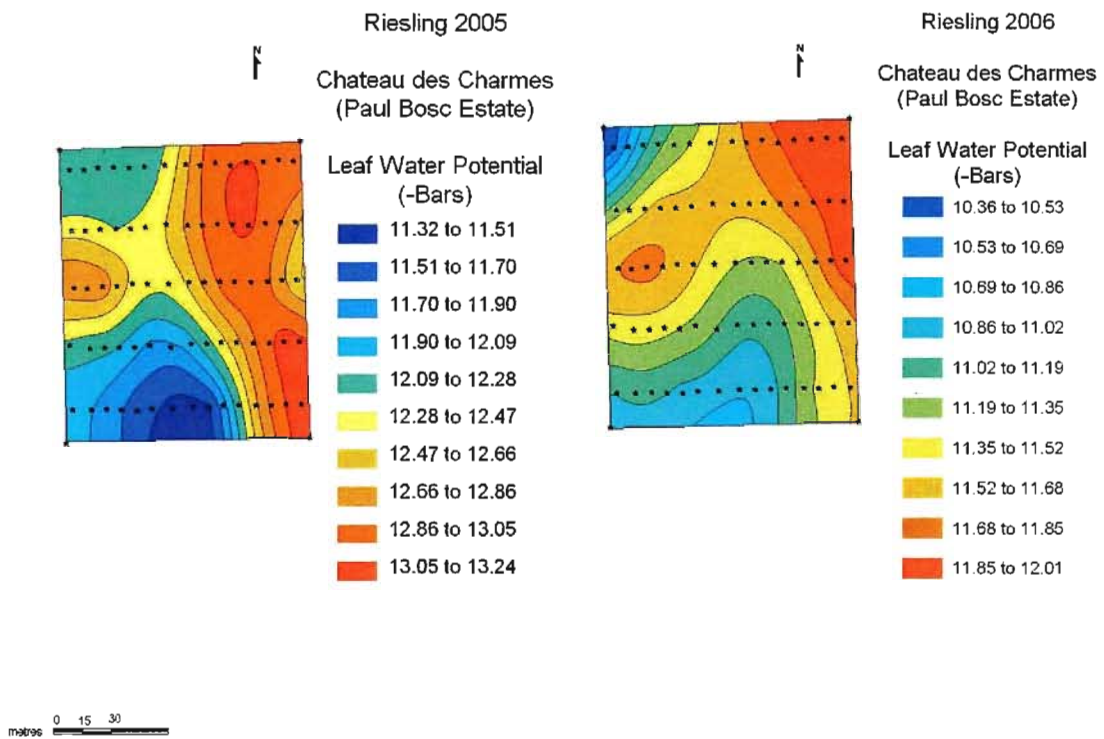 Riesling 2005
N
Chateau des Charmes
(Paul Bosc Estate)
Leaf Water Potential
(-Bars)
11.32 to 11.51
11.51 to 11.70
11.70 to 11.90
11.90 to 12.09
12.09 to 12.28
12.28 to 12.47
12.47 to 12.66
12.66 to 12.86
12.86 to 13.05
13.05 to 13.24
Riesling 2006
N
Chateau des Charmes
(Paul Bosc Estate)
Leaf Water Potential
(-Bars)
10.36 to 10.53
10.53 to 10.69
10.69 to 10.86
10.86 to 11.02
11.02 to 11.19
11.19 to 11.35
11.35 to 11.52
11.52 to 11.68
11.68 to 11.85
11.85 to 12.01
metres 0 15 30